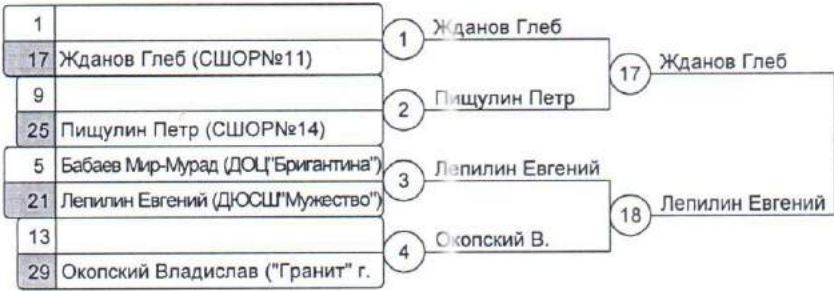 1
17 Жданов Глеб (СШОР№11)
1 Жданов Глеб
17 Жданов Глеб
9
25 Пищулин Петр (СШОР№14)
2 Пищулин Петр
5 Бабаев Мир-Мурад (ДОЦ"Бригантина")
21 Лепилин Евгений (ДЮСШ"Мужество")
3 Лепилин Евгений
18 Лепилин Евгений
13
29 Окопский Владислав ("Гранит" г.
4 Окопский В.